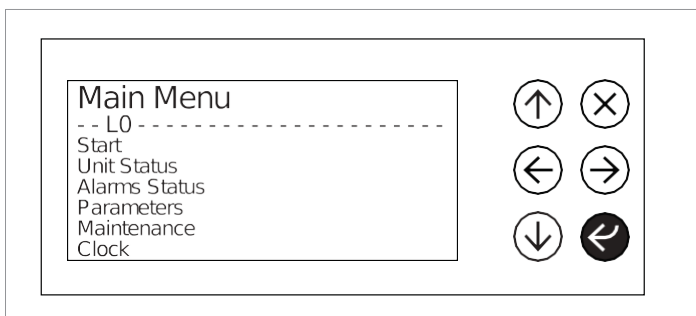 Main Menu
--L0----------------------
Start
Unit Status
Alarms Status
Parameters
Maintenance
Clock